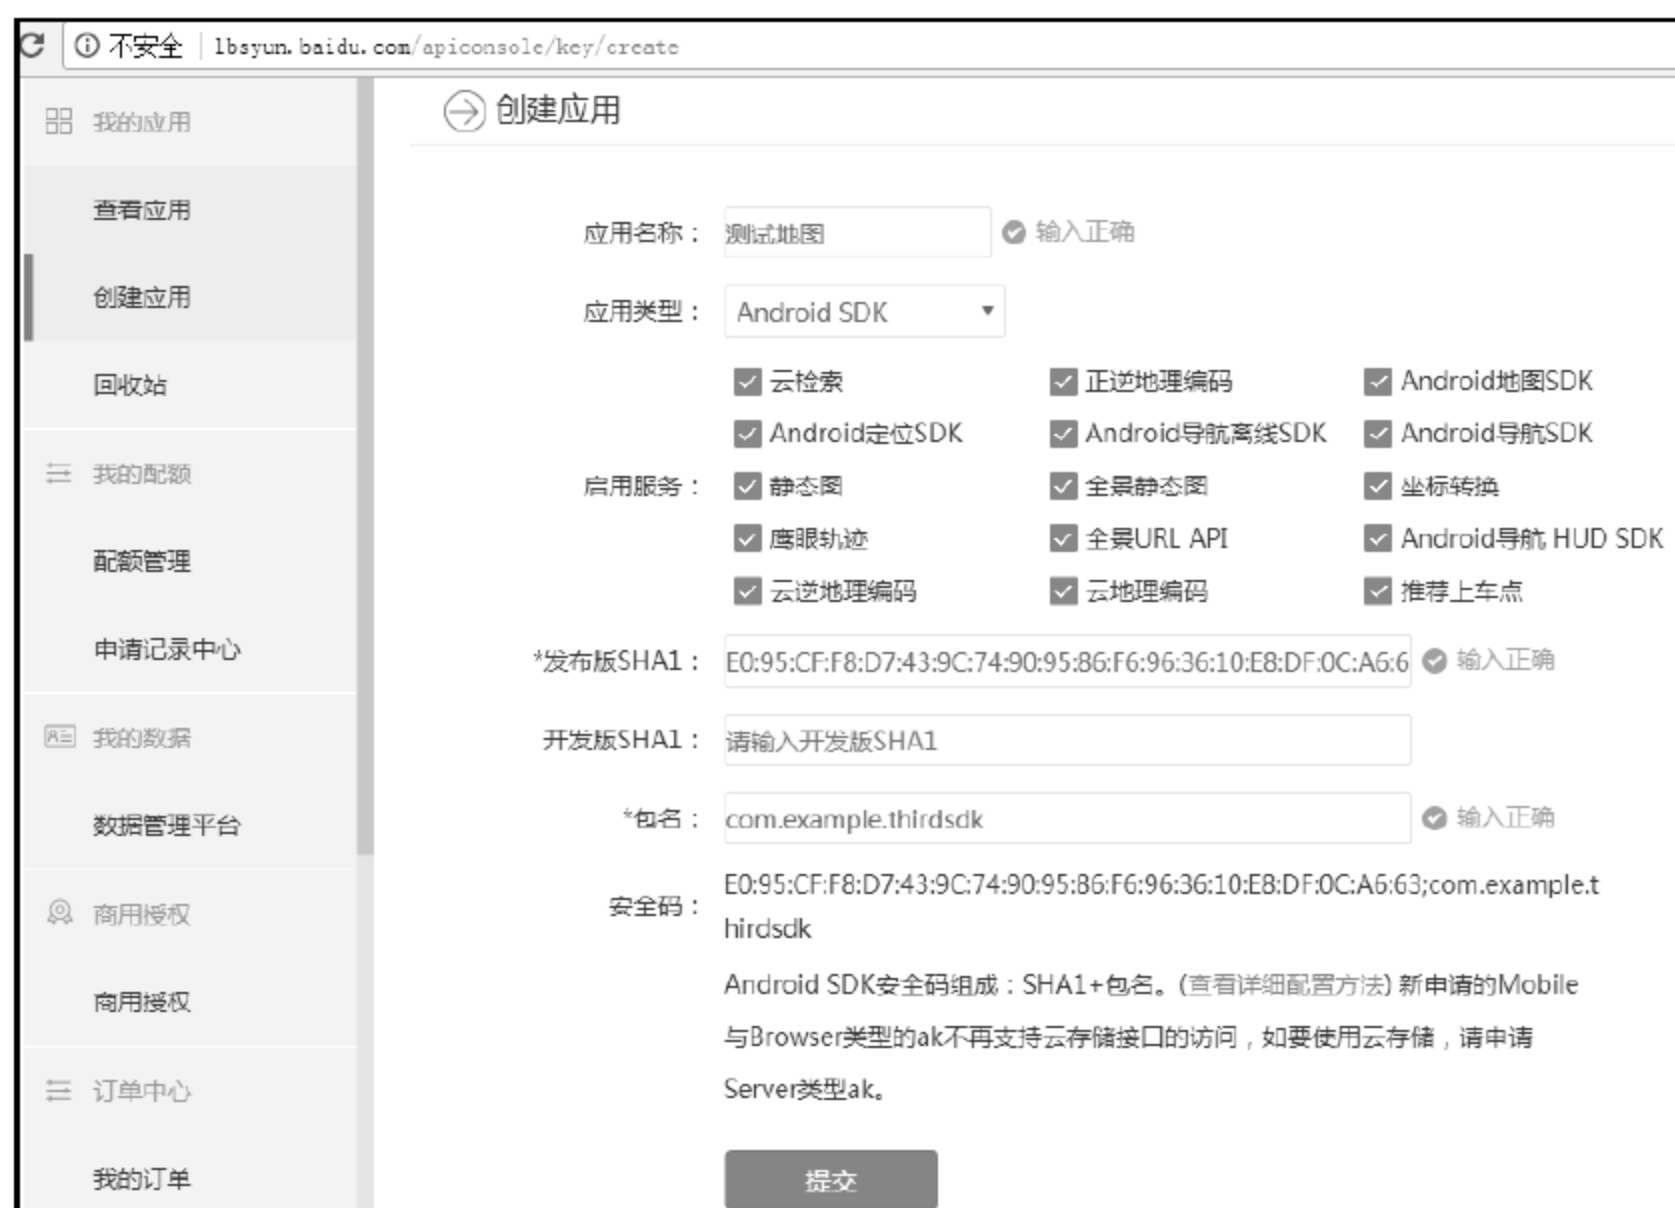 不安全 lbsyun.baidu.com/apiconsole/key/create
我的应用
查看应用
创建应用
回收站
我的配额
配额管理
申请记录中心
我的数据
数据管理平台
商用授权
商用授权
订单中心
我的订单
创建应用
应用名称： 测试地图 输入正确
应用类型： Android SDK
启用服务：
云检索 正逆地理编码 Android地图SDK
Android定位SDK Android导航离线SDK Android导航SDK
静态图 全景静态图 坐标转换
鹰眼轨迹 全景URL API Android导航 HUD SDK
云逆地理编码 云地理编码 推荐上车点
*发布版SHA1： E0:95:CF:F8:D7:43:9C:74:90:95:86:F6:96:36:10:E8:DF:0C:A6:6 输入正确
开发版SHA1： 请输入开发版SHA1
*包名： com.example.thirdsdk 输入正确
安全码： E0:95:CF:F8:D7:43:9C:74:90:95:86:F6:96:36:10:E8:DF:0C:A6:63;com.example.t
hirdsdk
Android SDK安全码组成：SHA1+包名。(查看详细配置方法) 新申请的Mobile
与Browser类型的ak不再支持云存储接口的访问，如要使用云存储，请申请
Server类型ak。
提交